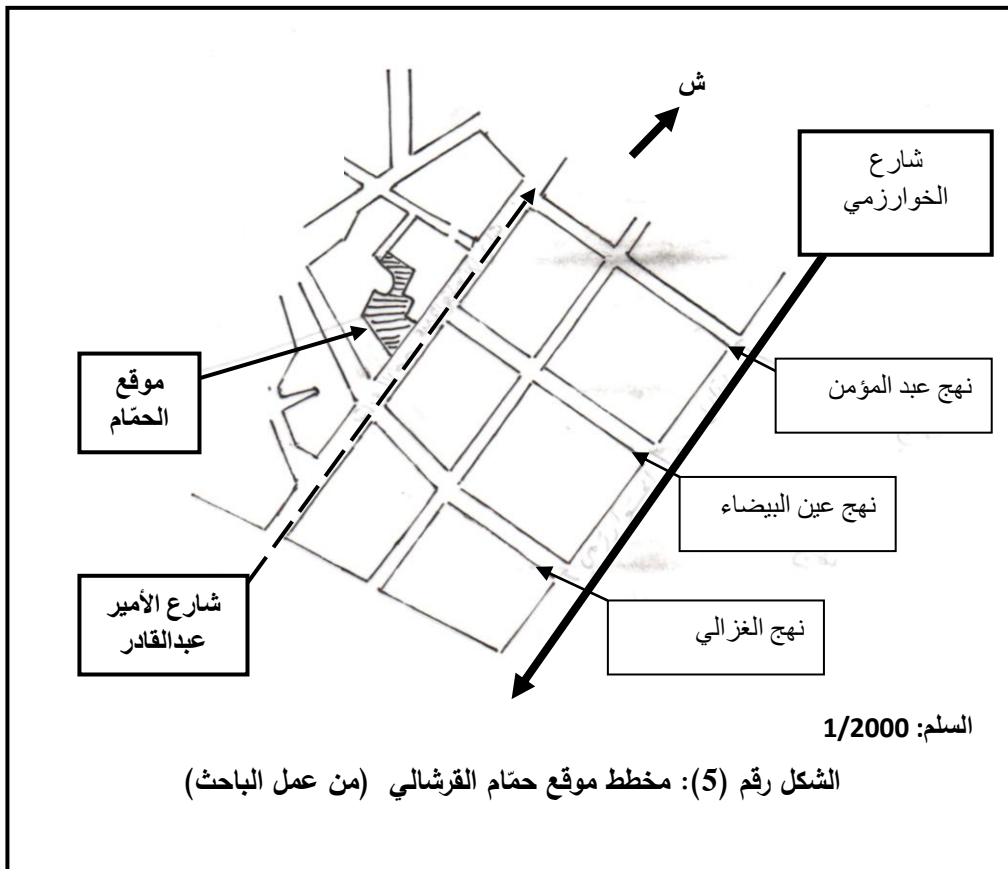 ش
شارع
الخوارزمي
موقع
الحمّام
نهج عبد المؤمن
نهج عين البيضاء
شارع الأمير
عبدالقادر
نهج الغزالي
السلم: 1/2000
الشكل رقم (5): مخطط موقع حمّام القرشالي (من عمل الباحث)